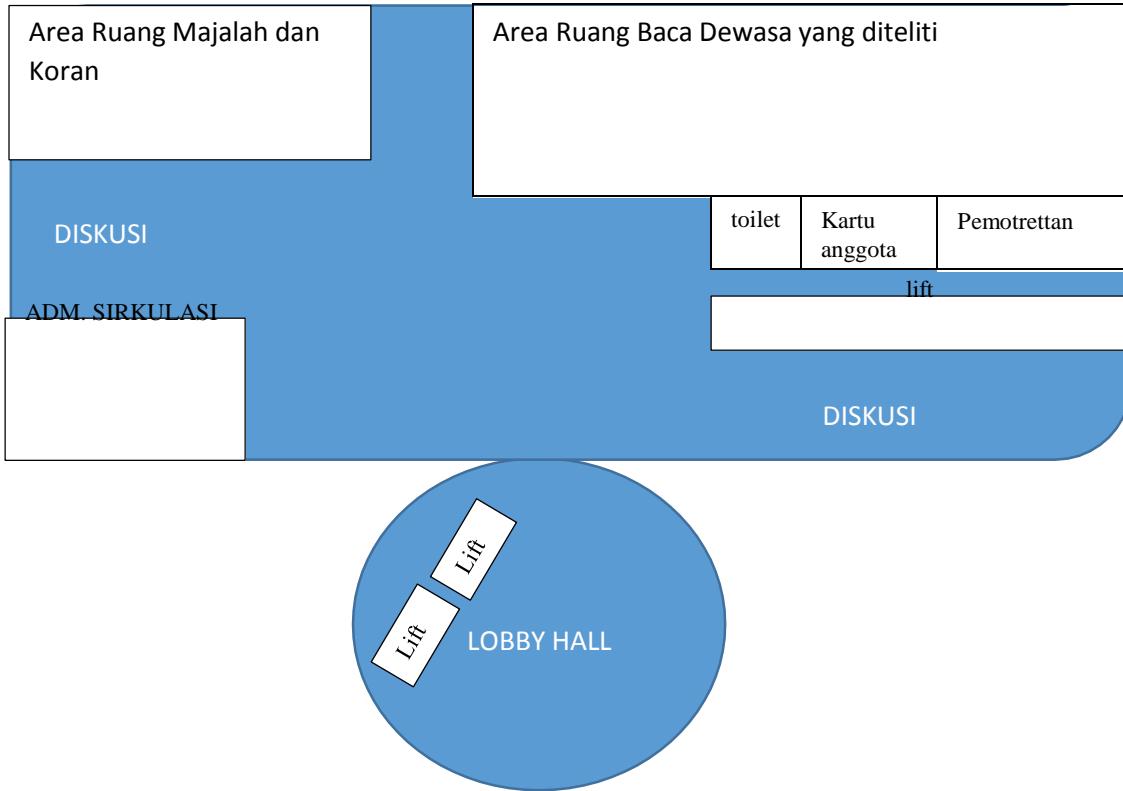 Area Ruang Majalah dan
Koran
Area Ruang Baca Dewasa yang diteliti
DISKUSI
toilet
Kartu
anggota
Pemotrettan
lift
ADM. SIRKULASI
DISKUSI
Lift
Lift
LOBBY HALL